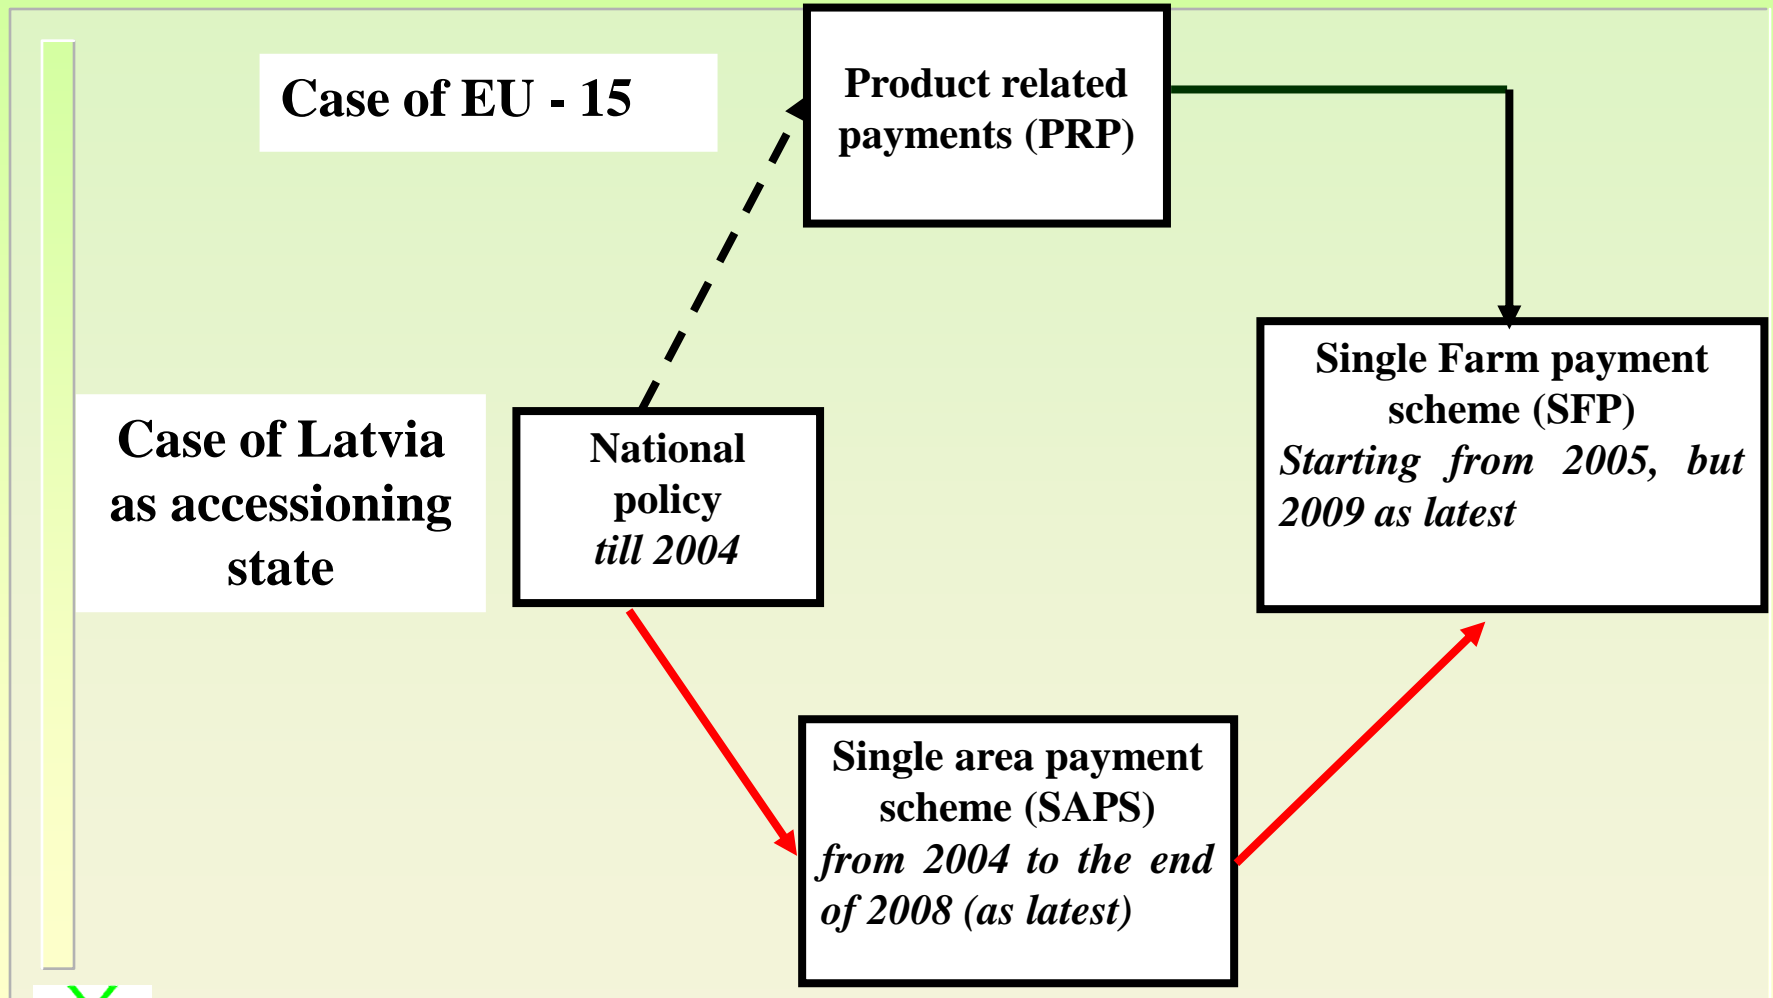 Case of EU - 15
Product related
payments (PRP)
Single Farm payment
scheme (SFP)
Starting from 2005, but
2009 as latest
Case of Latvia
as accessioning
state
National
policy
till 2004
Single area payment
scheme (SAPS)
from 2004 to the end
of 2008 (as latest)